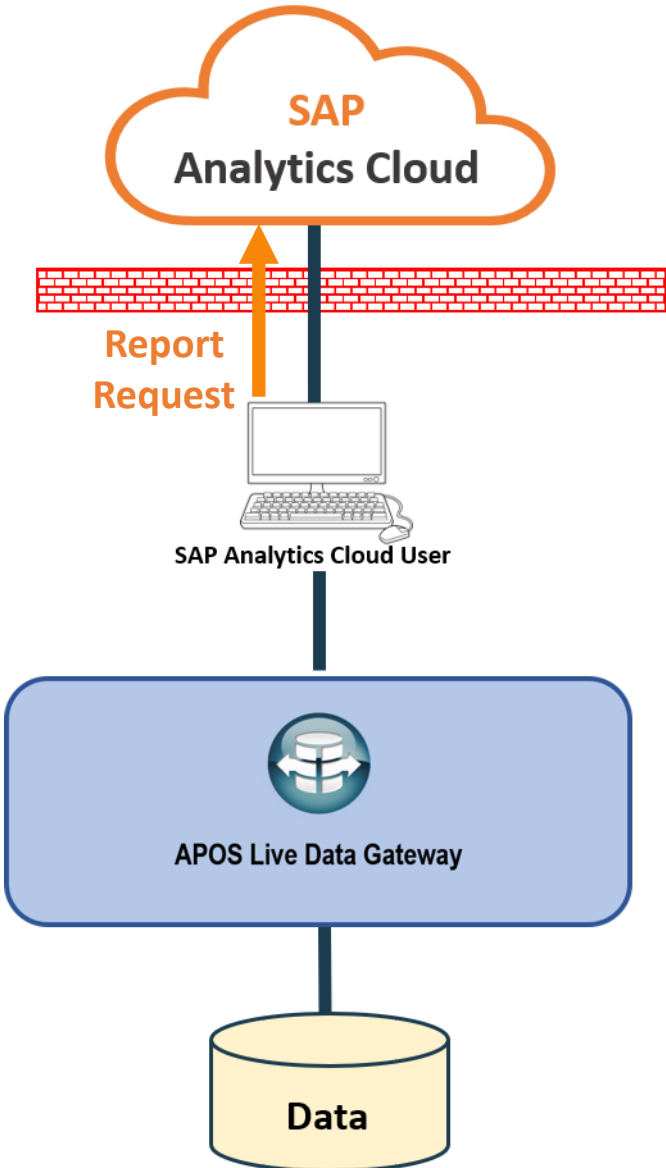 SAP
Analytics Cloud
Report
Request
SAP Analytics Cloud User
APOS Live Data Gateway
Data